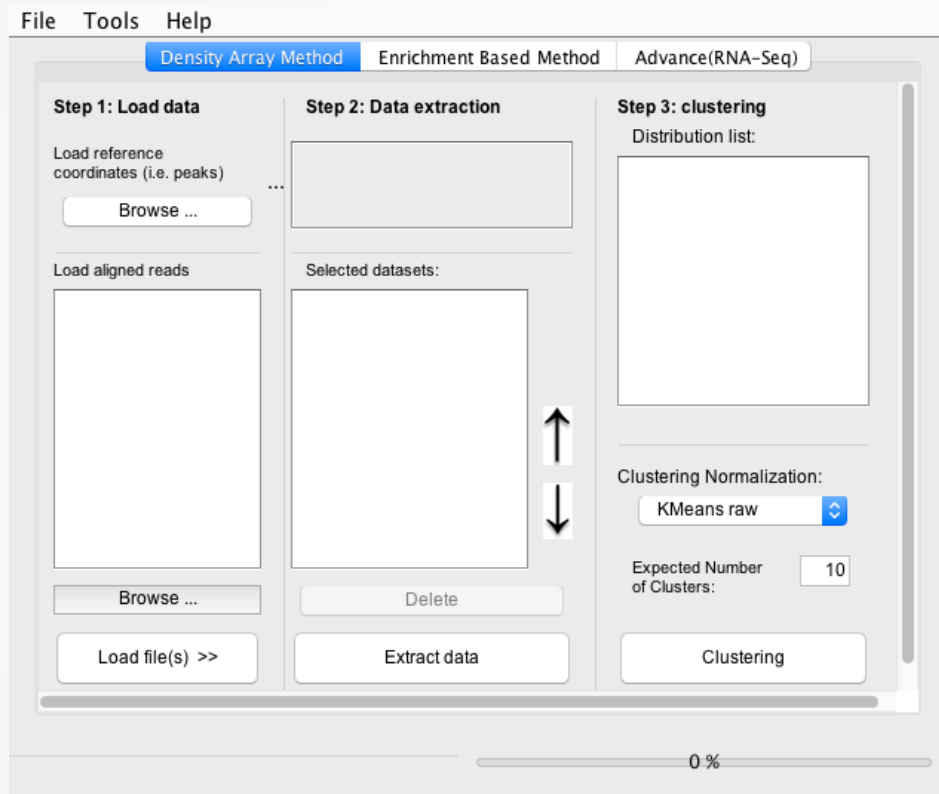 File Tools Help
Density Array Method Enrichment Based Method Advance(RNA-Seq)
Step 1: Load data
Load reference
coordinates (i.e. peaks)
...
Browse ...
Load aligned reads
Browse ...
Load file(s) >>
Step 2: Data extraction
Selected datasets:
Delete
Extract data
Step 3: clustering
Distribution list:
Clustering Normalization:
KMeans raw
Expected Number
of Clusters:
10
Clustering
0 %